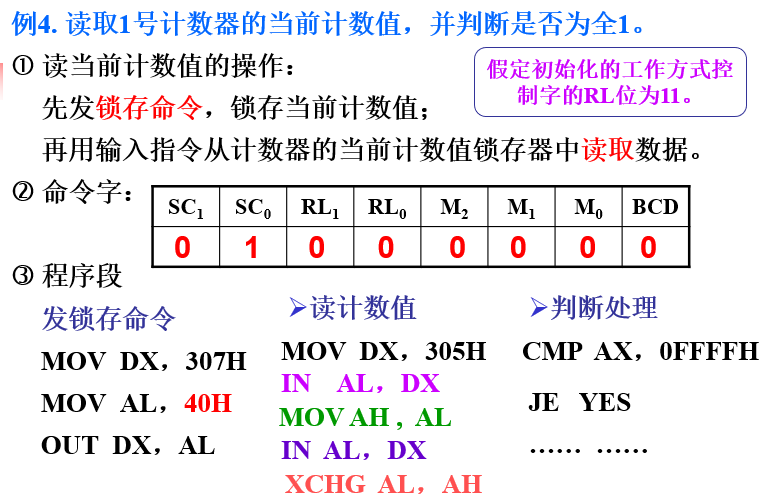 例4. 读取1号计数器的当前计数值，并判断是否为全1。
① 读当前计数值的操作：
假定初始化的工作方式控
制字的RL位为11。
先发锁存命令，锁存当前计数值；
再用输入指令从计数器的当前计数值锁存器中读取数据。
② 命令字：
SC1 SC0 RL1 RL0 M2 M1 M0 BCD
0 1 0 0 0 0 0 0
③ 程序段
发锁存命令
MOV DX，307H
MOV AL，40H
OUT DX，AL
➢读计数值
MOV DX，305H
IN AL，DX
MOV AH , AL
IN AL，DX
XCHG AL，AH
➢判断处理
CMP AX，0FFFFH
JE YES
…… ……